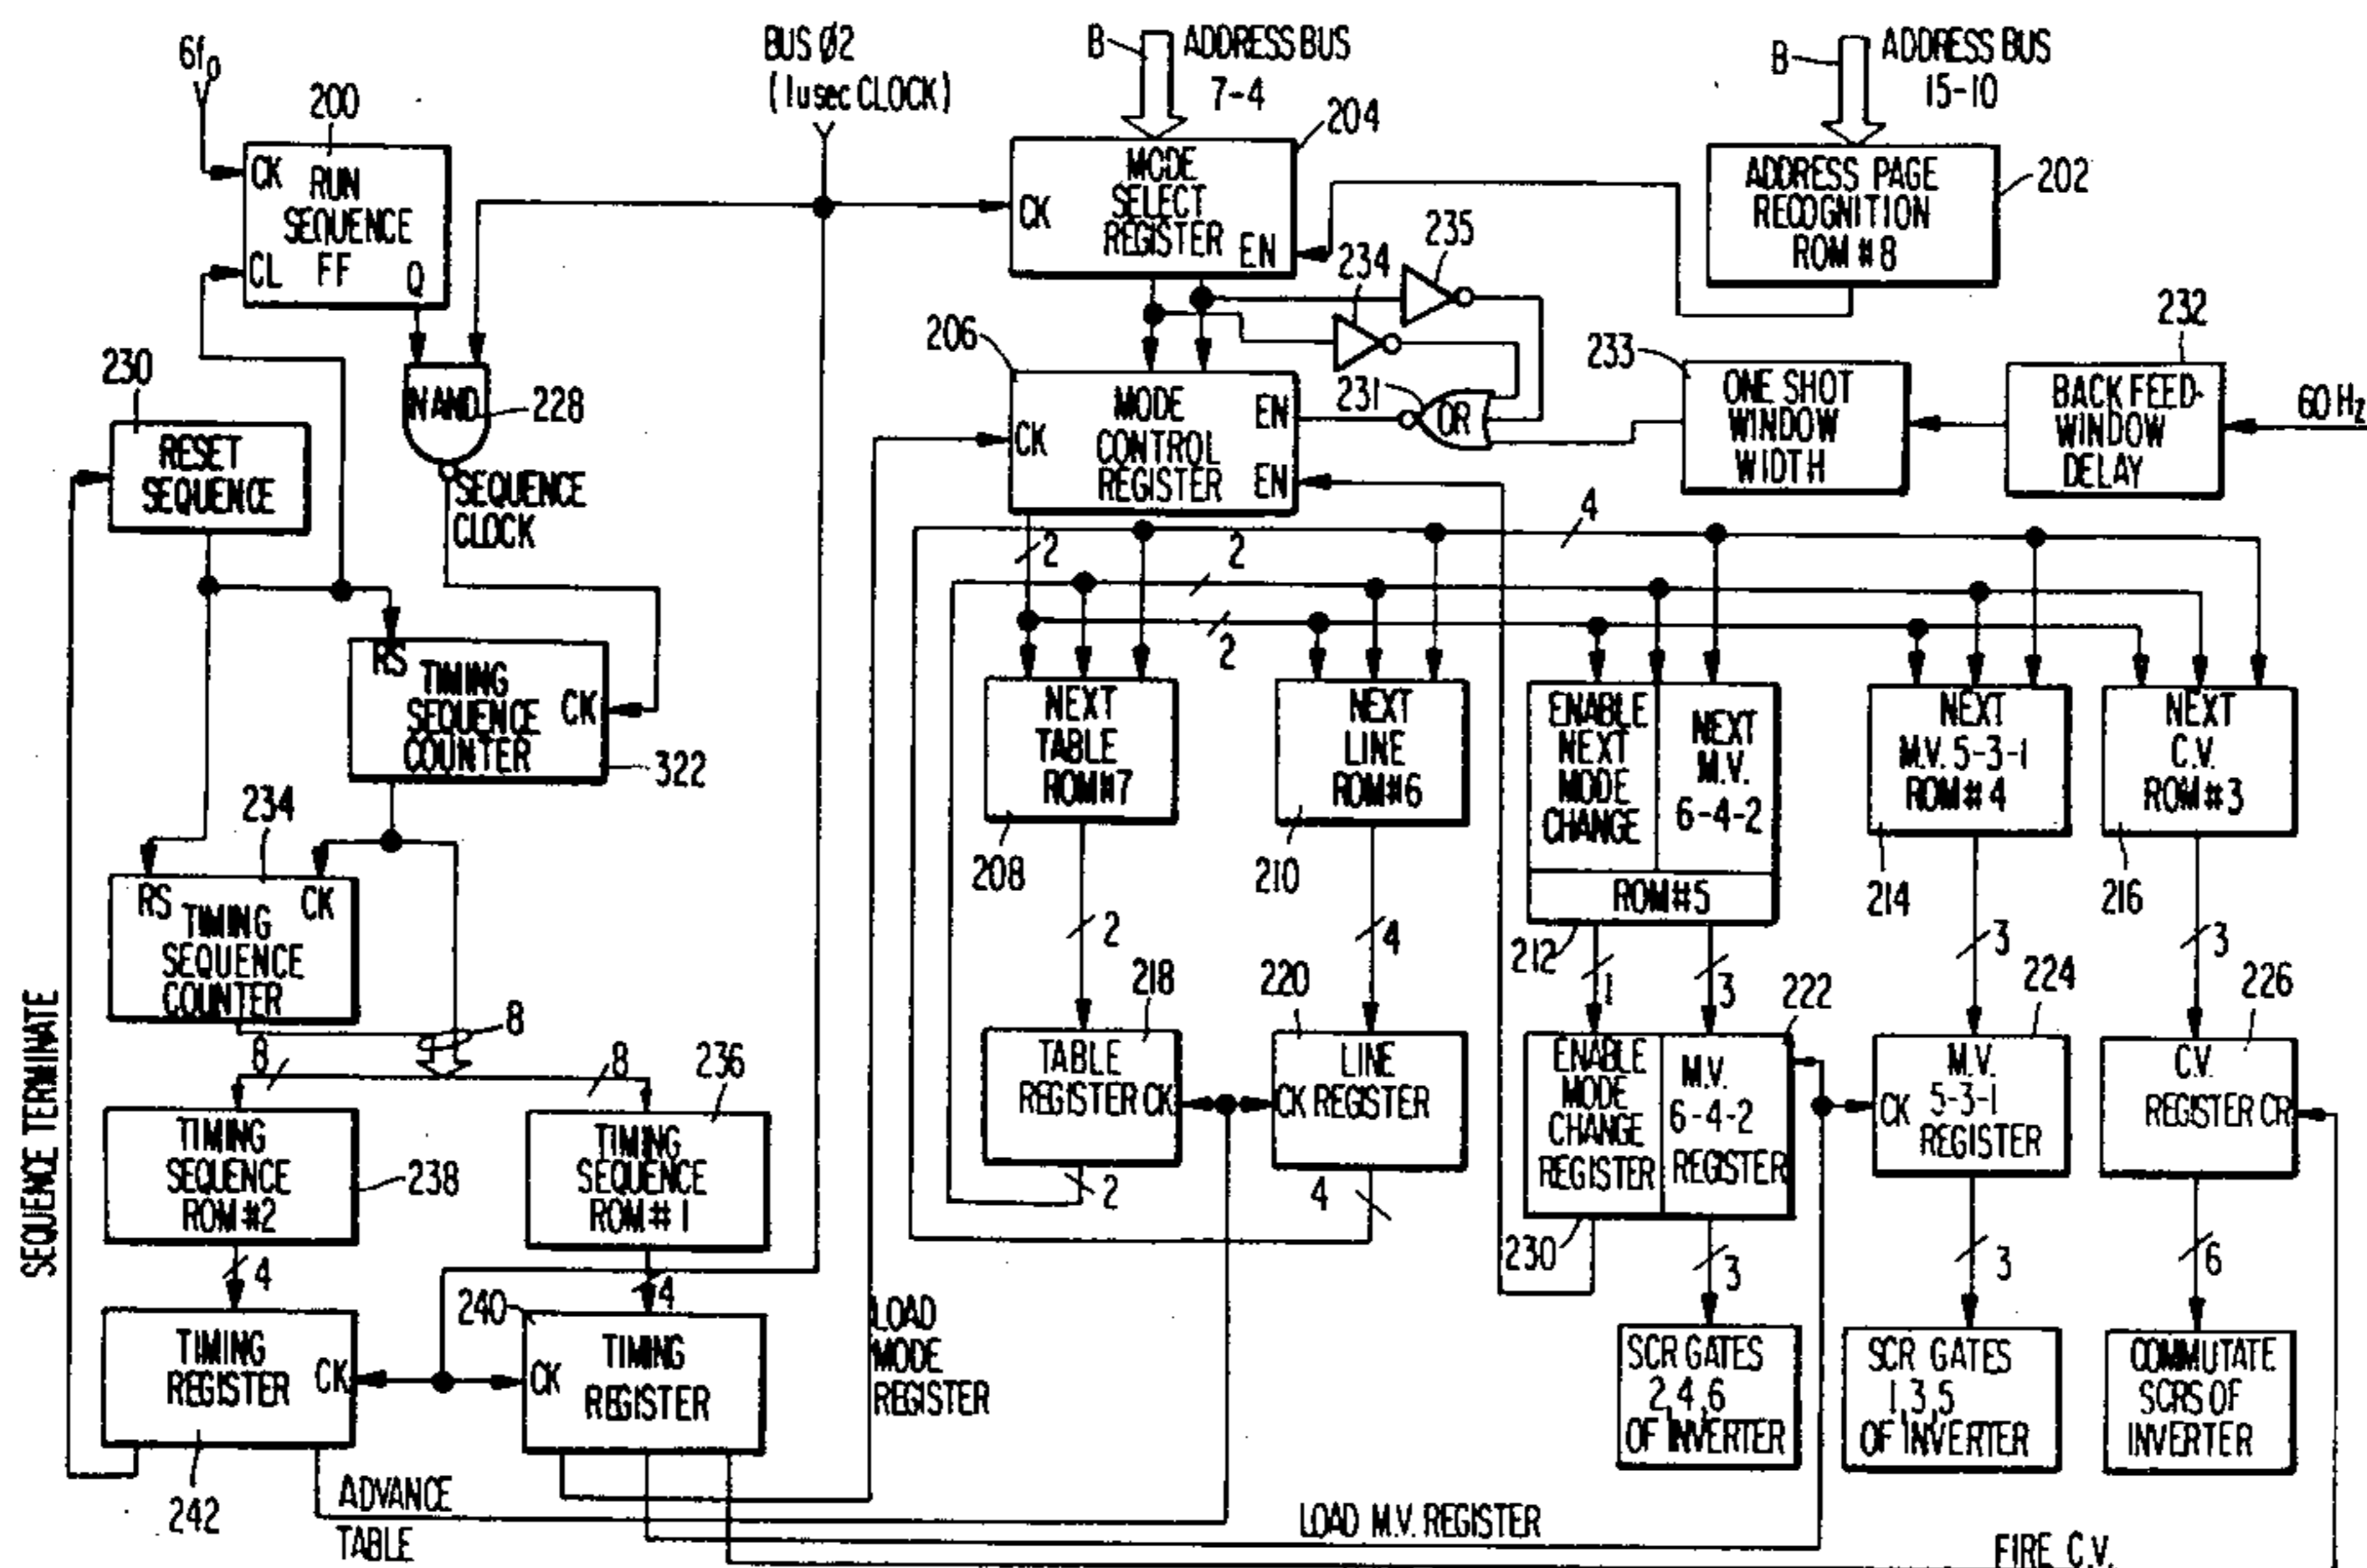 6f₀
200
CK RUN
SEQUENCE
CL FF Q
BUS Ø2
(1usec CLOCK)
B
ADDRESS BUS
7-4
204
MODE
SELECT
REGISTER
CK
EN
B
ADDRESS BUS
15-10
ADDRESS PAGE
RECOGNITION
ROM #8
202
234
235
230
RESET
SEQUENCE
NAND
228
SEQUENCE
CLOCK
206
MODE
CONTROL
REGISTER
CK
EN
EN
231
OR
233
ONE SHOT
WINDOW
WIDTH
232
BACK FEED-
WINDOW
DELAY
60 Hz
2
2
4
2
RS
TIMING
SEQUENCE
COUNTER
CK
322
NEXT
TABLE
ROM#7
208
NEXT
LINE
ROM#6
210
ENABLE
NEXT
MODE
CHANGE
NEXT
M.V.
6-4-2
ROM#5
212
NEXT
M.V. 5-3-1
ROM #4
214
NEXT
C.V.
ROM #3
216
234
RS
CK
TIMING
SEQUENCE
COUNTER
8
8
8
2
4
1
3
3
3
218
TABLE
REGISTER CK
2
220
LINE
CK REGISTER
4
222
ENABLE
MODE
CHANGE
REGISTER
M.V.
6-4-2
REGISTER
230
3
224
M.V.
5-3-1
CK
REGISTER
3
226
C.V.
REGISTER CR
6
SEQUENCE TERMINATE
TIMING
SEQUENCE
ROM #2
238
4
236
TIMING
SEQUENCE
ROM #1
4
TIMING
REGISTER
CK
242
240
TIMING
REGISTER
CK
LOAD
MODE
REGISTER
SCR GATES
2,4,6
OF INVERTER
SCR GATES
1,3,5
OF INVERTER
COMMUTATE
SCRS OF
INVERTER
ADVANCE
TABLE
LOAD M.V. REGISTER
FIRE C.V.